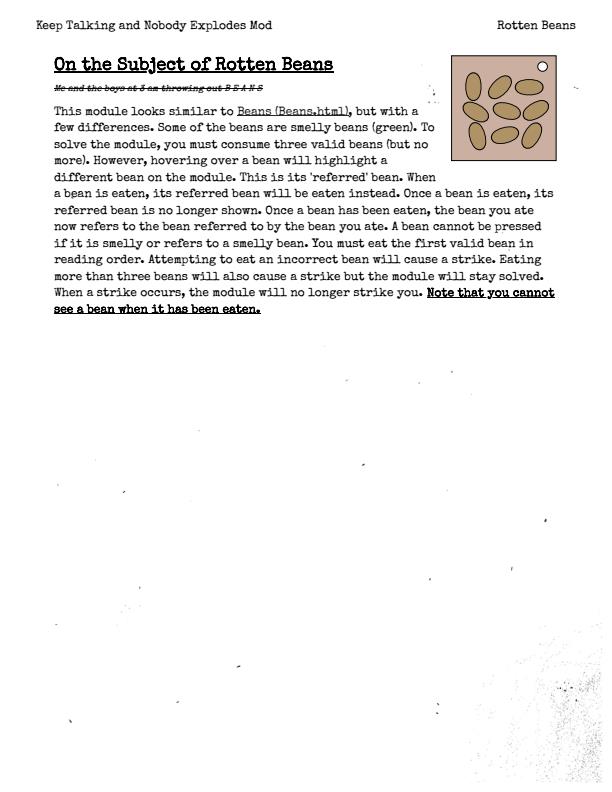 Keep Talking and Nobody Explodes Mod
Rotten Beans
On the Subject of Rotten Beans
Me and the boys at 3 am throwing out B E A N S
This module looks similar to Beans (Beans.html), but with a
few differences. Some of the beans are smelly beans (green). To
solve the module, you must consume three valid beans (but no
more). However, hovering over a bean will highlight a
different bean on the module. This is its 'referred' bean. When
a bean is eaten, its referred bean will be eaten instead. Once a bean is eaten, its
referred bean is no longer shown. Once a bean has been eaten, the bean you ate
now refers to the bean referred to by the bean you ate. A bean cannot be pressed
if it is smelly or refers to a smelly bean. You must eat the first valid bean in
reading order. Attempting to eat an incorrect bean will cause a strike. Eating
more than three beans will also cause a strike but the module will stay solved.
When a strike occurs, the module will no longer strike you. Note that you cannot
see a bean when it has been eaten.